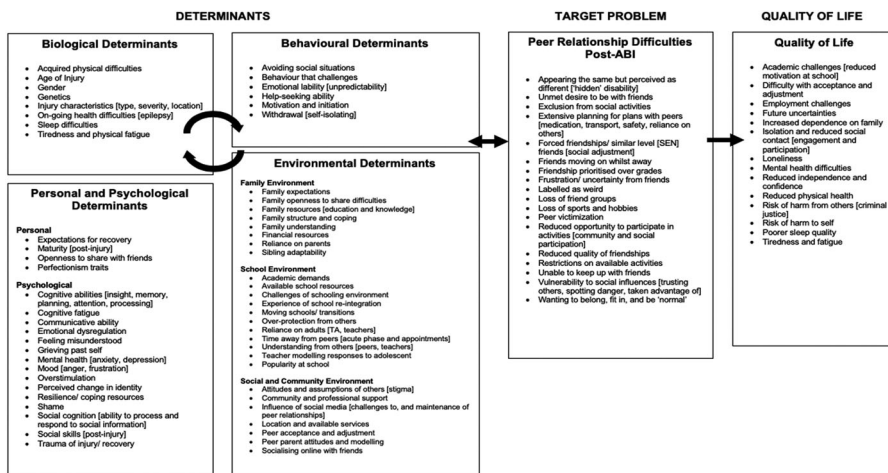 DETERMINANTS
TARGET PROBLEM
QUALITY OF LIFE
Biological Determinants
• Acquired physical difficulties
• Age of Injury
• Gender
• Genetics
• Injury characteristics [type, severity, location]
• On-going health difficulties [epilepsy]
• Sleep difficulties
• Tiredness and physical fatigue
Personal and Psychological
Determinants
Personal
• Expectations for recovery
• Maturity [post-injury]
• Openness to share with friends
• Perfectionism traits
Psychological
• Cognitive abilities [insight, memory,
planning, attention, processing]
• Cognitive fatigue
• Communicative ability
• Emotional dysregulation
• Feeling misunderstood
• Grieving past self
• Mental health [anxiety, depression]
• Mood [anger, frustration]
• Overstimulation
• Perceived change in identity
• Resilience/ coping resources
• Shame
• Social cognition [ability to process and
respond to social information]
• Social skills [post-injury]
• Trauma of injury/ recovery
Behavioural Determinants
• Avoiding social situations
• Behaviour that challenges
• Emotional lability [unpredictability]
• Help-seeking ability
• Motivation and initiation
• Withdrawal [self-isolating]
Environmental Determinants
Family Environment
• Family expectations
• Family openness to share difficulties
• Family resources [education and knowledge]
• Family structure and coping
• Family understanding
• Financial resources
• Reliance on parents
• Sibling adaptability
School Environment
• Academic demands
• Available school resources
• Challenges of schooling environment
• Experience of school re-integration
• Moving schools/ transitions
• Over-protection from others
• Reliance on adults [TA, teachers]
• Time away from peers [acute phase and appointments]
• Understanding from others [peers, teachers]
• Teacher modelling responses to adolescent
• Popularity at school
Social and Community Environment
• Attitudes and assumptions of others [stigma]
• Community and professional support
• Influence of social media [challenges to, and maintenance of
peer relationships]
• Location and available services
• Peer acceptance and adjustment
• Peer parent attitudes and modelling
• Socialising online with friends
Peer Relationship Difficulties
Post-ABI
• Appearing the same but perceived as
different ['hidden' disability]
• Unmet desire to be with friends
• Exclusion from social activities
• Extensive planning for plans with peers
[medication, transport, safety, reliance on
others]
• Forced friendships/ similar level [SEN]
friends [social adjustment]
• Friends moving on whilst away
• Friendship prioritised over grades
• Frustration/ uncertainty from friends
• Labelled as weird
• Loss of friend groups
• Loss of sports and hobbies
• Peer victimization
• Reduced opportunity to participate in
activities [community and social
participation]
• Reduced quality of friendships
• Restrictions on available activities
• Unable to keep up with friends
• Vulnerability to social influences [trusting
others, spotting danger, taken advantage of]
• Wanting to belong, fit in, and be 'normal'
Quality of Life
• Academic challenges [reduced
motivation at school]
• Difficulty with acceptance and
adjustment
• Employment challenges
• Future uncertainties
• Increased dependence on family
• Isolation and reduced social
contact [engagement and
participation]
• Loneliness
• Mental health difficulties
• Reduced independence and
confidence
• Reduced physical health
• Risk of harm from others [criminal
justice]
• Risk of harm to self
• Poorer sleep quality
• Tiredness and fatigue